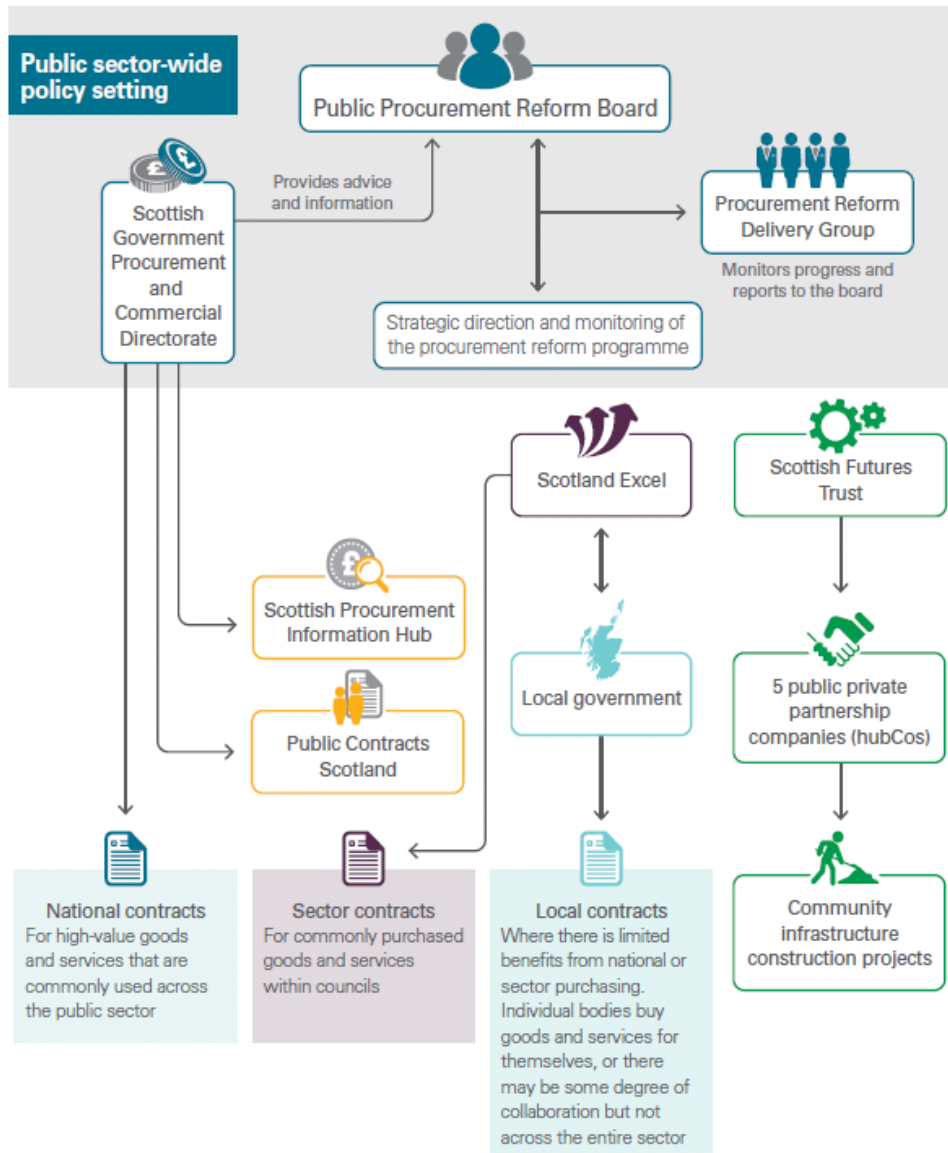 Public sector-wide
policy setting
Public Procurement Reform Board
Provides advice
and information
Scottish
Government
Procurement
and
Commercial
Directorate
Procurement Reform
Delivery Group
Monitors progress and
reports to the board
Strategic direction and monitoring of
the procurement reform programme
Scotland Excel
Scottish Futures
Trust
£
Scottish Procurement
Information Hub
Local government
5 public private
partnership
companies (hubCos)
Public Contracts
Scotland
National contracts
For high-value goods
and services that are
commonly used across
the public sector
Sector contracts
For commonly purchased
goods and services
within councils
Local contracts
Where there is limited
benefits from national or
sector purchasing.
Individual bodies buy
goods and services for
themselves, or there
may be some degree of
collaboration but not
across the entire sector
Community
infrastructure
construction projects